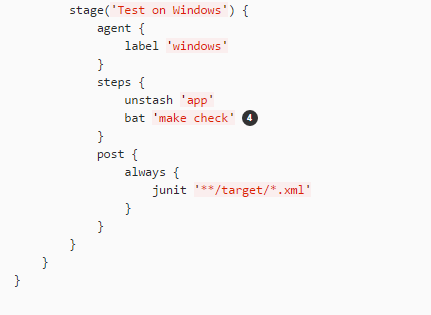 stage('Test on Windows') {
agent {
label 'windows'
}
steps {
unstash 'app'
bat 'make check' 4
}
post {
always {
junit '**/target/*.xml'
}
}
}
}
}